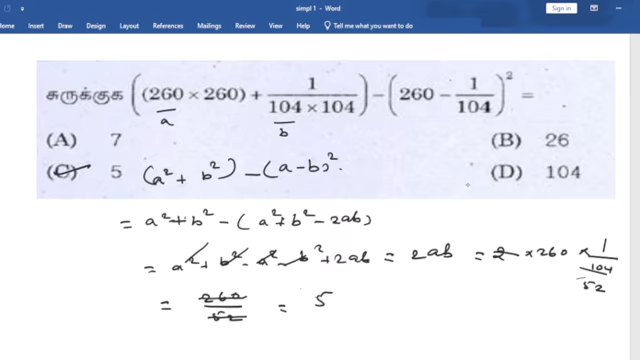 simpl 1 - Word
Sign in
Home Insert Draw Design Layout References Mailings Review View Help Tell me what you want to do
சுருக்குக ((260 × 260) + 1/(104 × 104)) − (260 − 1/104)² =
a b
(A) 7 (B) 26
(C) 5 (a² + b²) − (a − b)². (D) 104
= a² + b² − (a² + b² − 2ab)
= a² + b² − a² − b² + 2ab = 2ab = 2 × 260 × 1/104
52
= 260/52 = 5